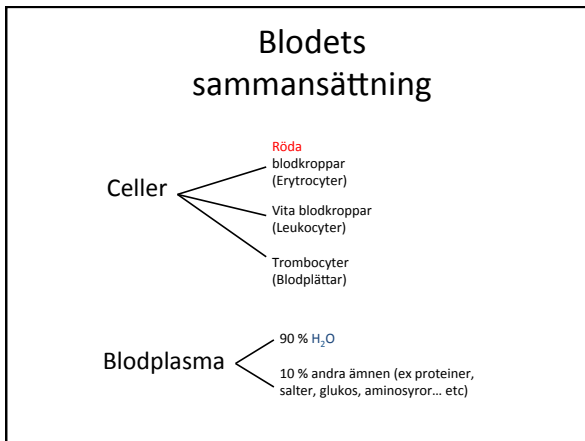 Blodets
sammansättning
Röda
blodkroppar
(Erytrocyter)
Celler
Vita blodkroppar
(Leukocyter)
Trombocyter
(Blodplättar)
90 % H₂O
Blodplasma
10 % andra ämnen (ex proteiner,
salter, glukos, aminosyror... etc)